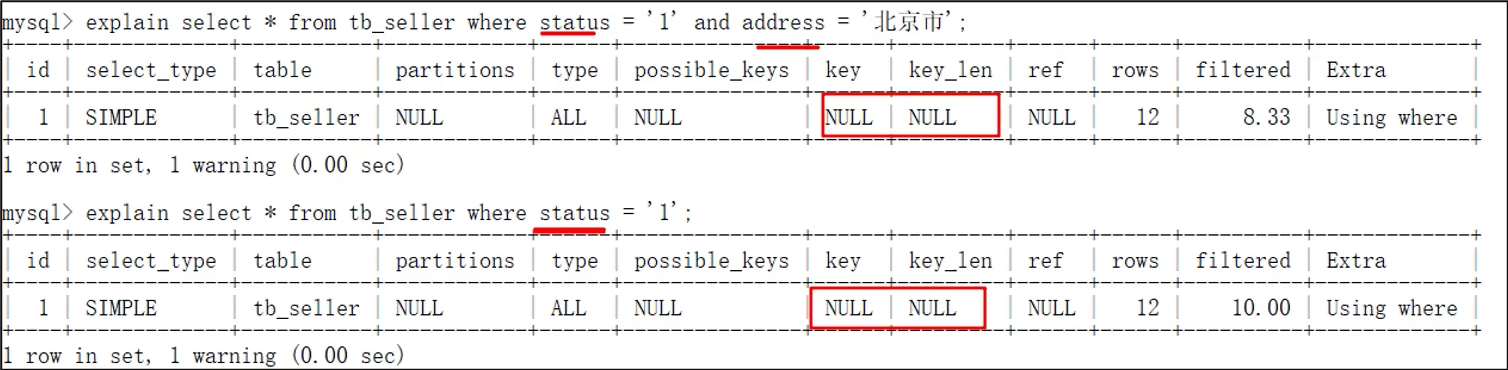 mysql> explain select * from tb_seller where status = '1' and address = '北京市';
+----+-------------+-----------+------------+------+---------------+------+---------+------+------+----------+-------------+
| id | select_type | table     | partitions | type | possible_keys | key  | key_len | ref  | rows | filtered | Extra       |
+----+-------------+-----------+------------+------+---------------+------+---------+------+------+----------+-------------+
| 1 | SIMPLE      | tb_seller | NULL       | ALL  | NULL          | NULL | NULL    | NULL | 12 | 8.33 | Using where |
+----+-------------+-----------+------------+------+---------------+------+---------+------+------+----------+-------------+
1 row in set, 1 warning (0.00 sec)
mysql> explain select * from tb_seller where status = '1';
+----+-------------+-----------+------------+------+---------------+------+---------+------+------+----------+-------------+
| id | select_type | table     | partitions | type | possible_keys | key  | key_len | ref  | rows | filtered | Extra       |
+----+-------------+-----------+------------+------+---------------+------+---------+------+------+----------+-------------+
| 1 | SIMPLE      | tb_seller | NULL       | ALL  | NULL          | NULL | NULL    | NULL | 12 | 10.00 | Using where |
+----+-------------+-----------+------------+------+---------------+------+---------+------+------+----------+-------------+
1 row in set, 1 warning (0.00 sec)